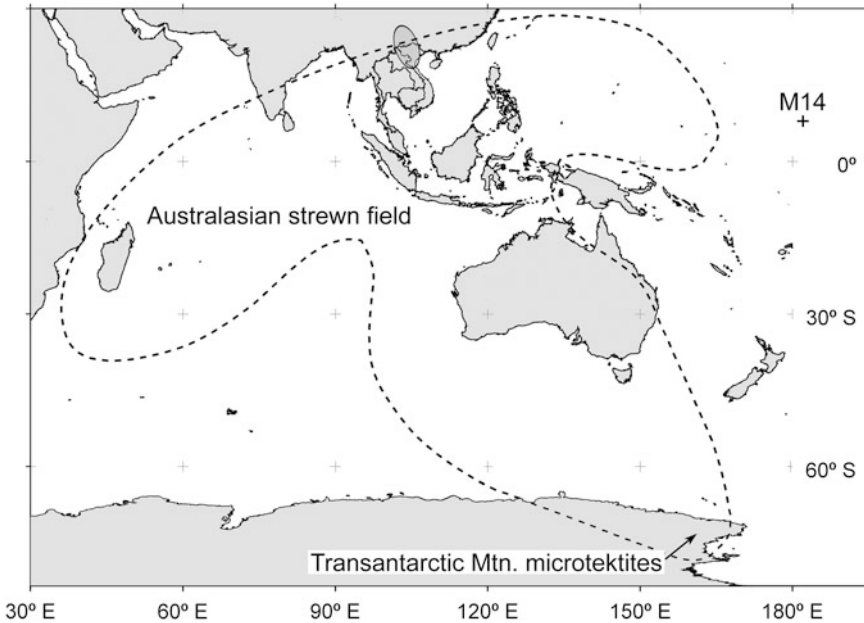 M14
0º
Australasian strewn field
30º S
60º S
Transantarctic Mtn. microtektites
30º E
60º E
90º E
120º E
150º E
180º E